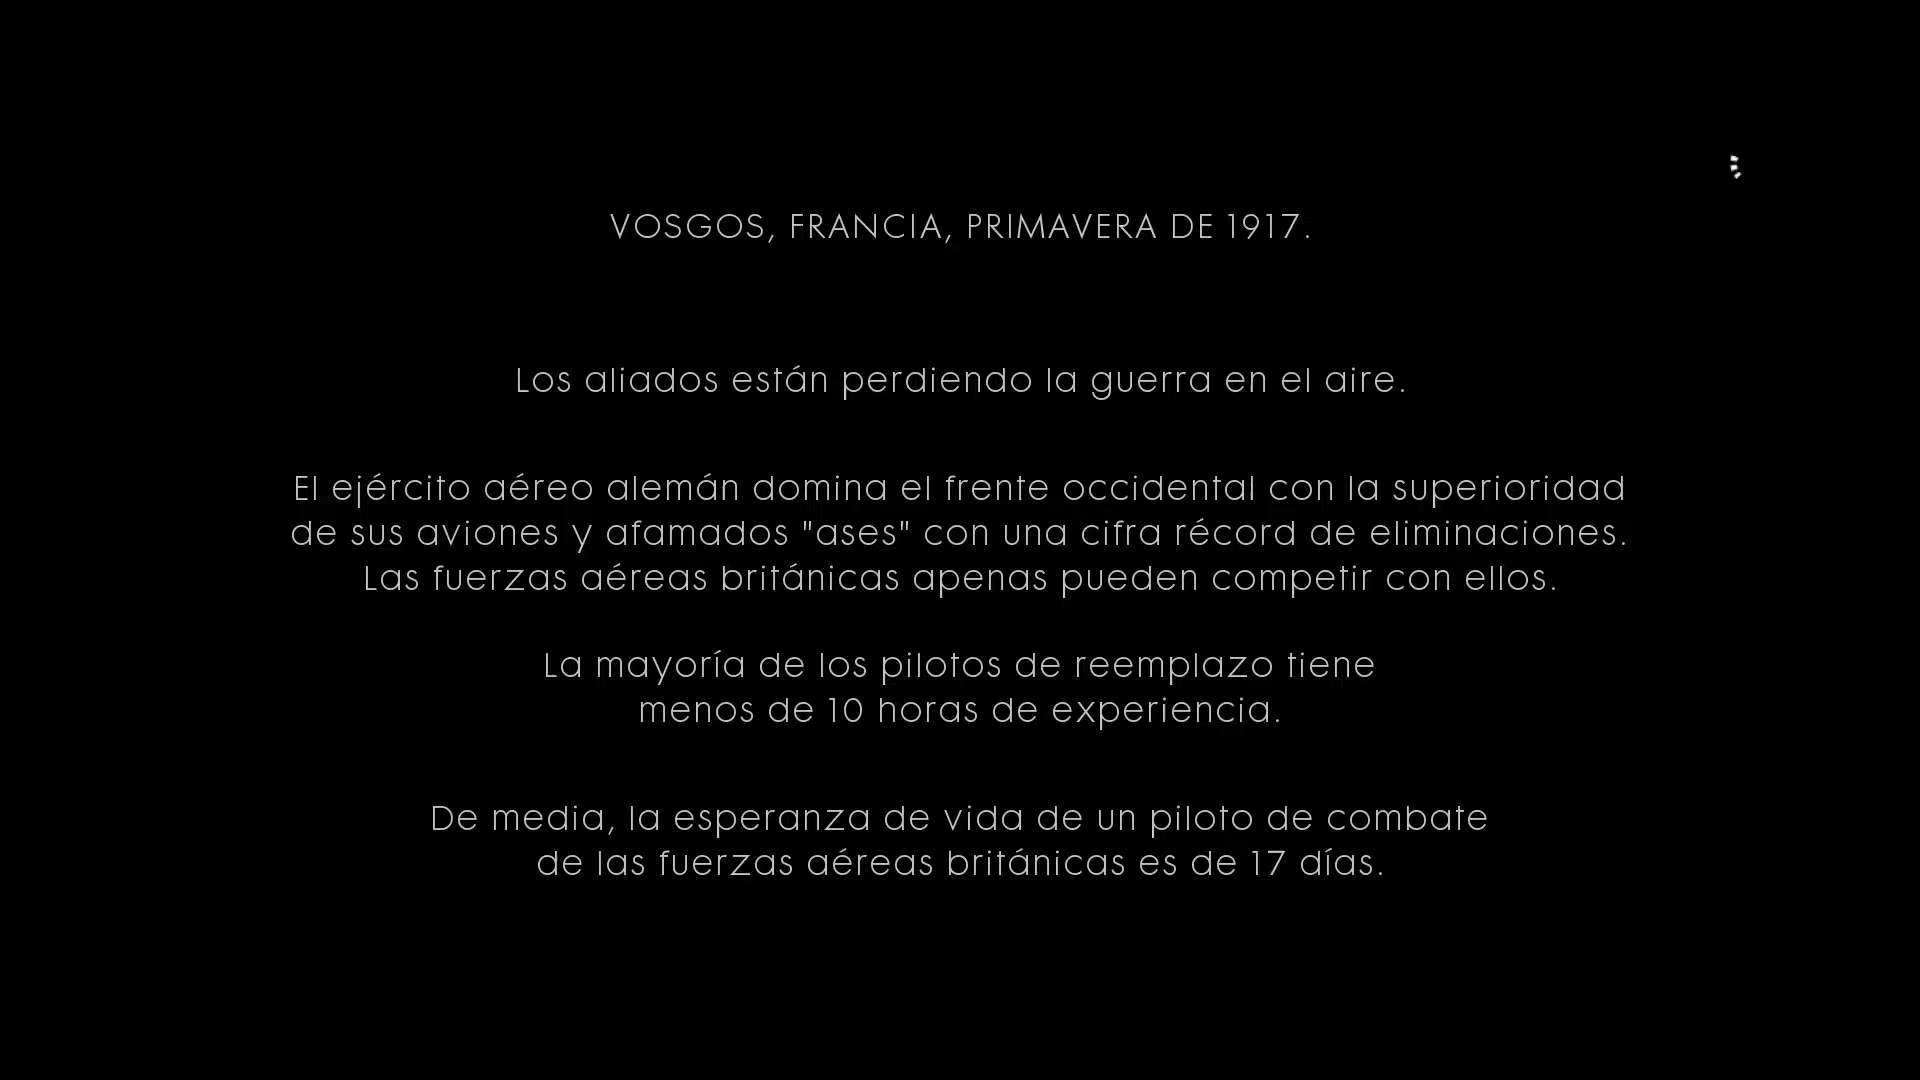 VOSGOS, FRANCIA, PRIMAVERA DE 1917.
Los aliados están perdiendo la guerra en el aire.
El ejército aéreo alemán domina el frente occidental con la superioridad
de sus aviones y afamados "ases" con una cifra récord de eliminaciones.
Las fuerzas aéreas británicas apenas pueden competir con ellos.
La mayoría de los pilotos de reemplazo tiene
menos de 10 horas de experiencia.
De media, la esperanza de vida de un piloto de combate
de las fuerzas aéreas británicas es de 17 días.